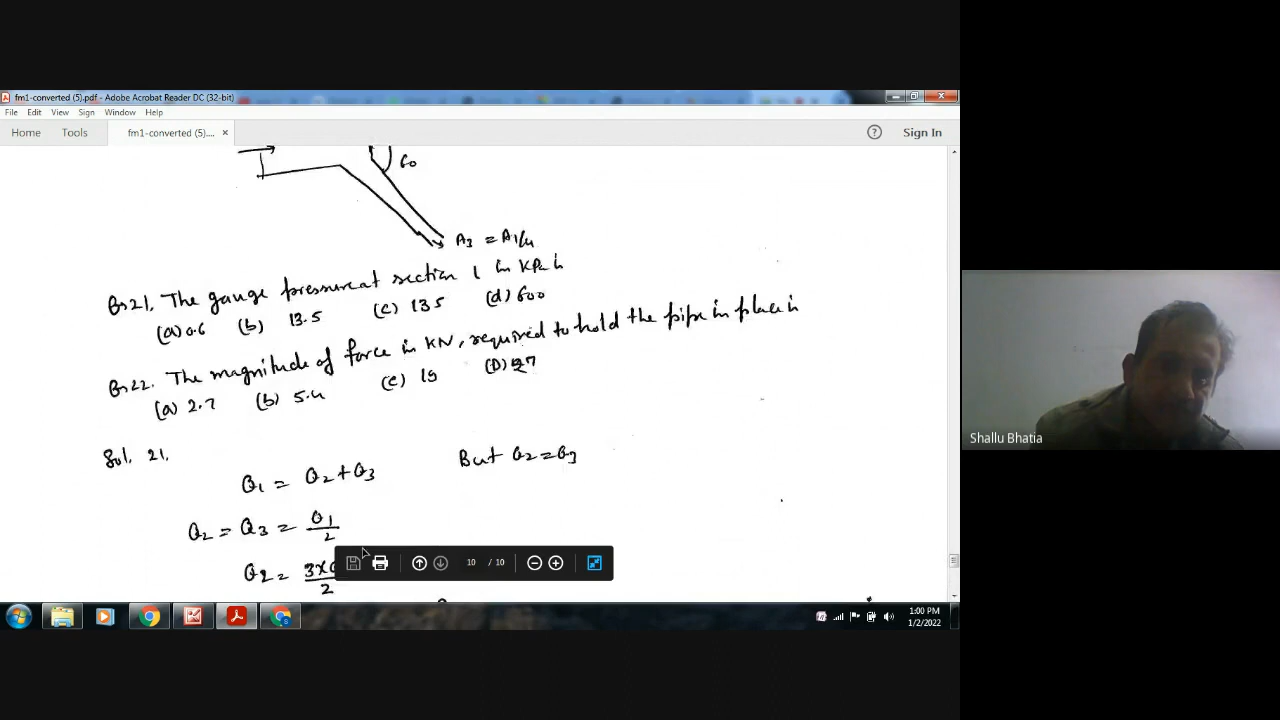 fm1-converted (5).pdf - Adobe Acrobat Reader DC (32-bit)
File Edit View Sign Window Help
Home Tools fm1-converted (5).... × ? Sign In
60
A3 = A1/4
Qs 21. The gauge pressure at section 1 in KPa is
(a) 0.6 (b) 13.5 (c) 135 (d) 600
Qs 22. The magnitude of force in KN, required to hold the pipe in place is
(a) 2.7 (b) 5.4 (c) 19 (D) 27
Sol. 21.
Q1 = Q2 + Q3 But Q2 = Q3
Q2 = Q3 = Q1/2
Q2 = 3x
2
10 / 10
Shallu Bhatia
1:00 PM
1/2/2022